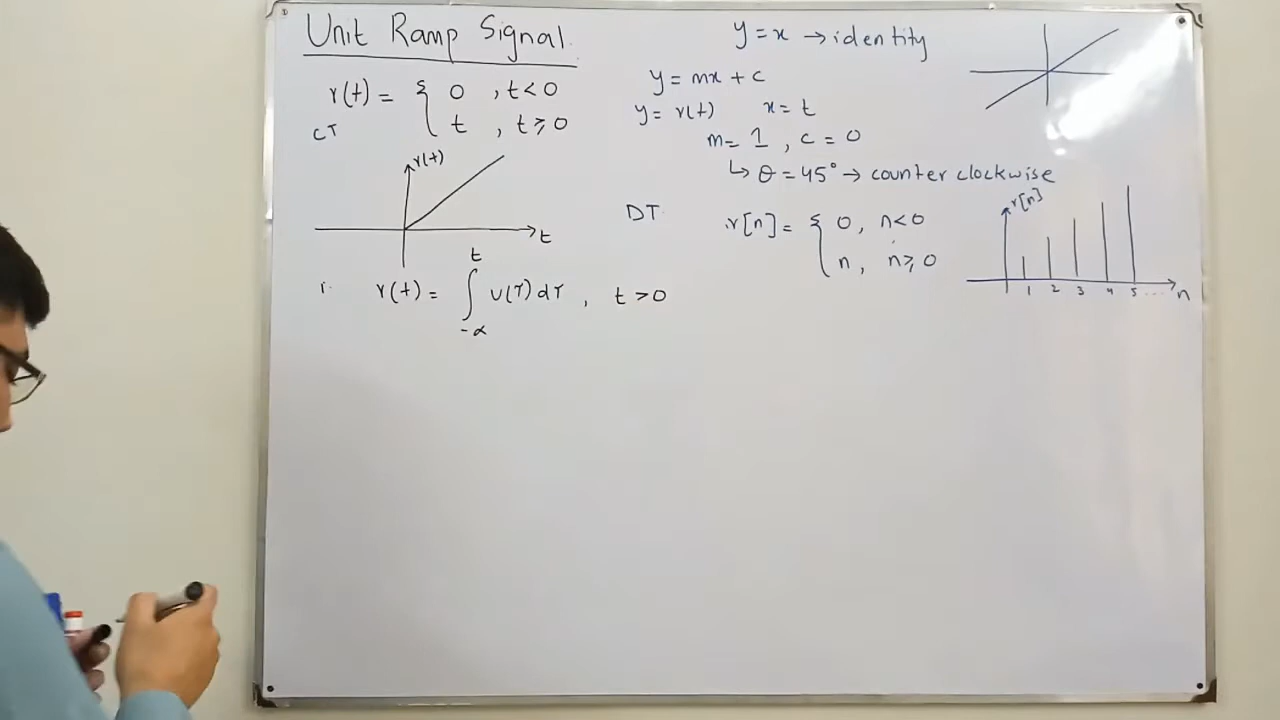 Unit Ramp Signal
r(t) = { 0 , t < 0
t , t ≥ 0
CT
r(t)
t
1. r(t) = ∫ t -∝ u(τ) dτ , t > 0
y = x → identity
y = mx + c
y = r(t) x = t
m = 1 , c = 0
↳ θ = 45° → counter clockwise
DT
r[n] = { 0, n < 0
n, n ≥ 0
r[n]
1 2 3 4 5 ... n